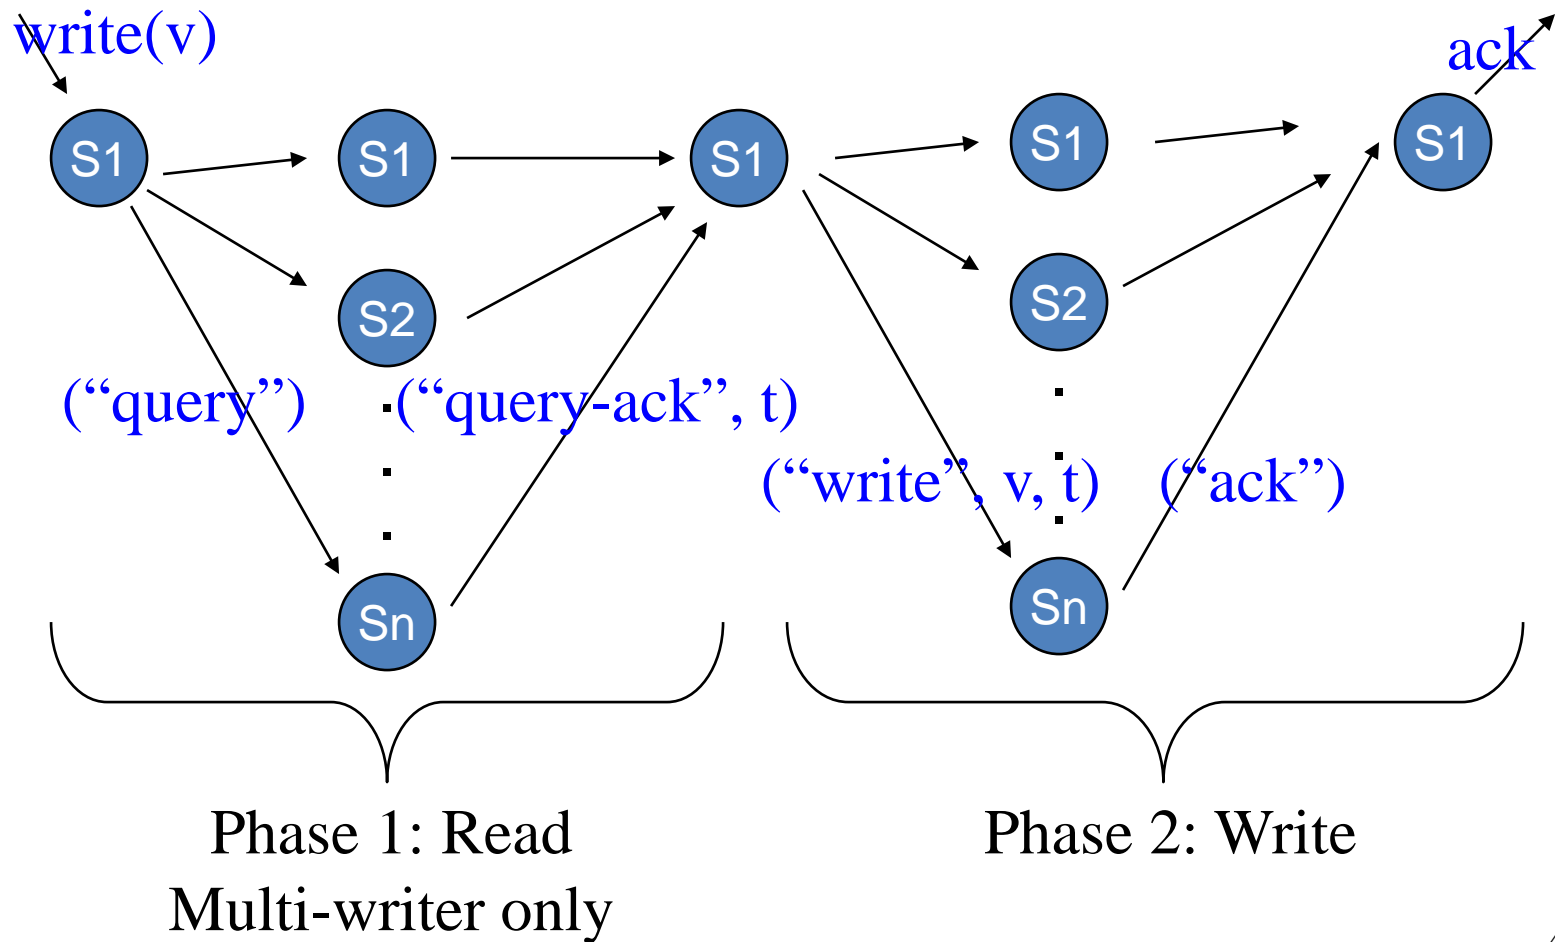 write(v)
ack
S1
S1
S1
S1
S1
S2
S2
(“query”)
(“query-ack”, t)
(“write”, v, t)
(“ack”)
Sn
Sn
Phase 1: Read
Multi-writer only
Phase 2: Write